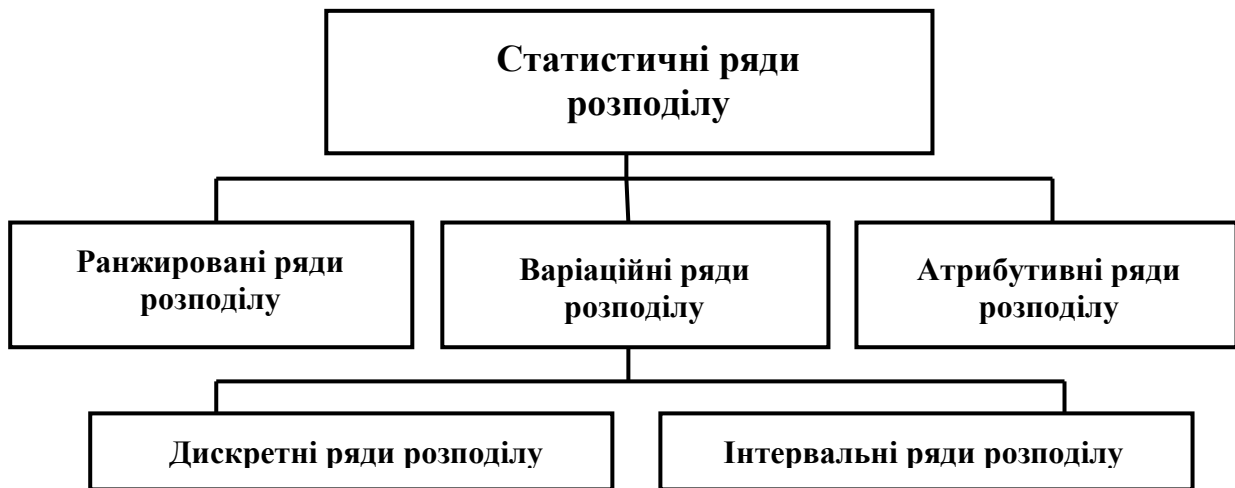 Статистичні ряди
розподілу
Ранжировані ряди
розподілу
Варіаційні ряди
розподілу
Атрибутивні ряди
розподілу
Дискретні ряди розподілу
Інтервальні ряди розподілу